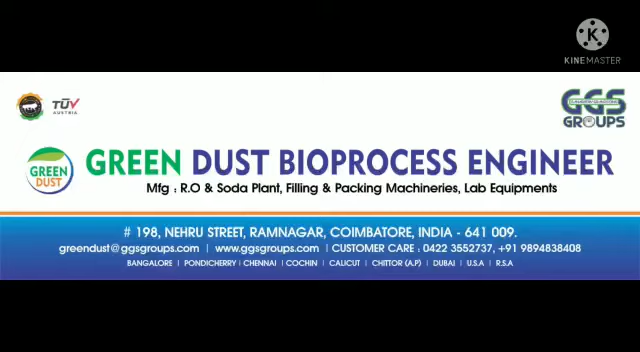 KINEMASTER
TÜV
AUSTRIA
GGS
GROUPS
GREEN
DUST
GREEN DUST BIOPROCESS ENGINEER
Mfg : R.O & Soda Plant, Filling & Packing Machineries, Lab Equipments
# 198, NEHRU STREET, RAMNAGAR, COIMBATORE, INDIA - 641 009.
greendust@ggsgroups.com | www.ggsgroups.com | CUSTOMER CARE : 0422 3552737, +91 9894838408
BANGALORE | PONDICHERRY | CHENNAI | COCHIN | CALICUT | CHITTOR (A.P) | DUBAI | U.S.A | R.S.A